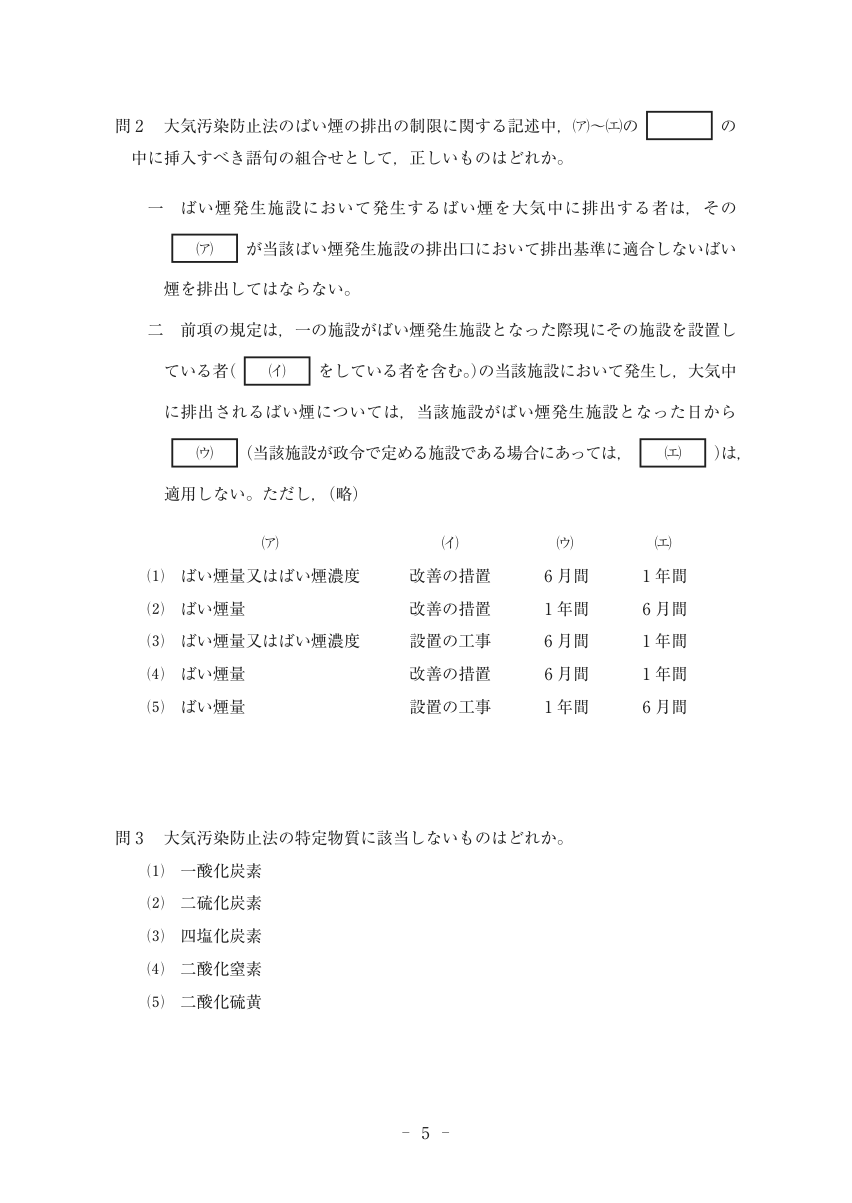 問2 大気汚染防止法のばい煙の排出の制限に関する記述中，㋐～㋓の の
中に挿入すべき語句の組合せとして，正しいものはどれか。
一 ばい煙発生施設において発生するばい煙を大気中に排出する者は，その
(ア) が当該ばい煙発生施設の排出口において排出基準に適合しないばい
煙を排出してはならない。
二 前項の規定は，一の施設がばい煙発生施設となった際現にその施設を設置し
ている者( (イ) をしている者を含む。)の当該施設において発生し，大気中
に排出されるばい煙については，当該施設がばい煙発生施設となった日から
(ウ) (当該施設が政令で定める施設である場合にあっては， (エ) )は，
適用しない。ただし，(略)
(ア) (イ) (ウ) (エ)
(1) ばい煙量又はばい煙濃度 改善の措置 6月間 1年間
(2) ばい煙量 改善の措置 1年間 6月間
(3) ばい煙量又はばい煙濃度 設置の工事 6月間 1年間
(4) ばい煙量 改善の措置 6月間 1年間
(5) ばい煙量 設置の工事 1年間 6月間
問3 大気汚染防止法の特定物質に該当しないものはどれか。
(1) 一酸化炭素
(2) 二硫化炭素
(3) 四塩化炭素
(4) 二酸化窒素
(5) 二酸化硫黄
- 5 -